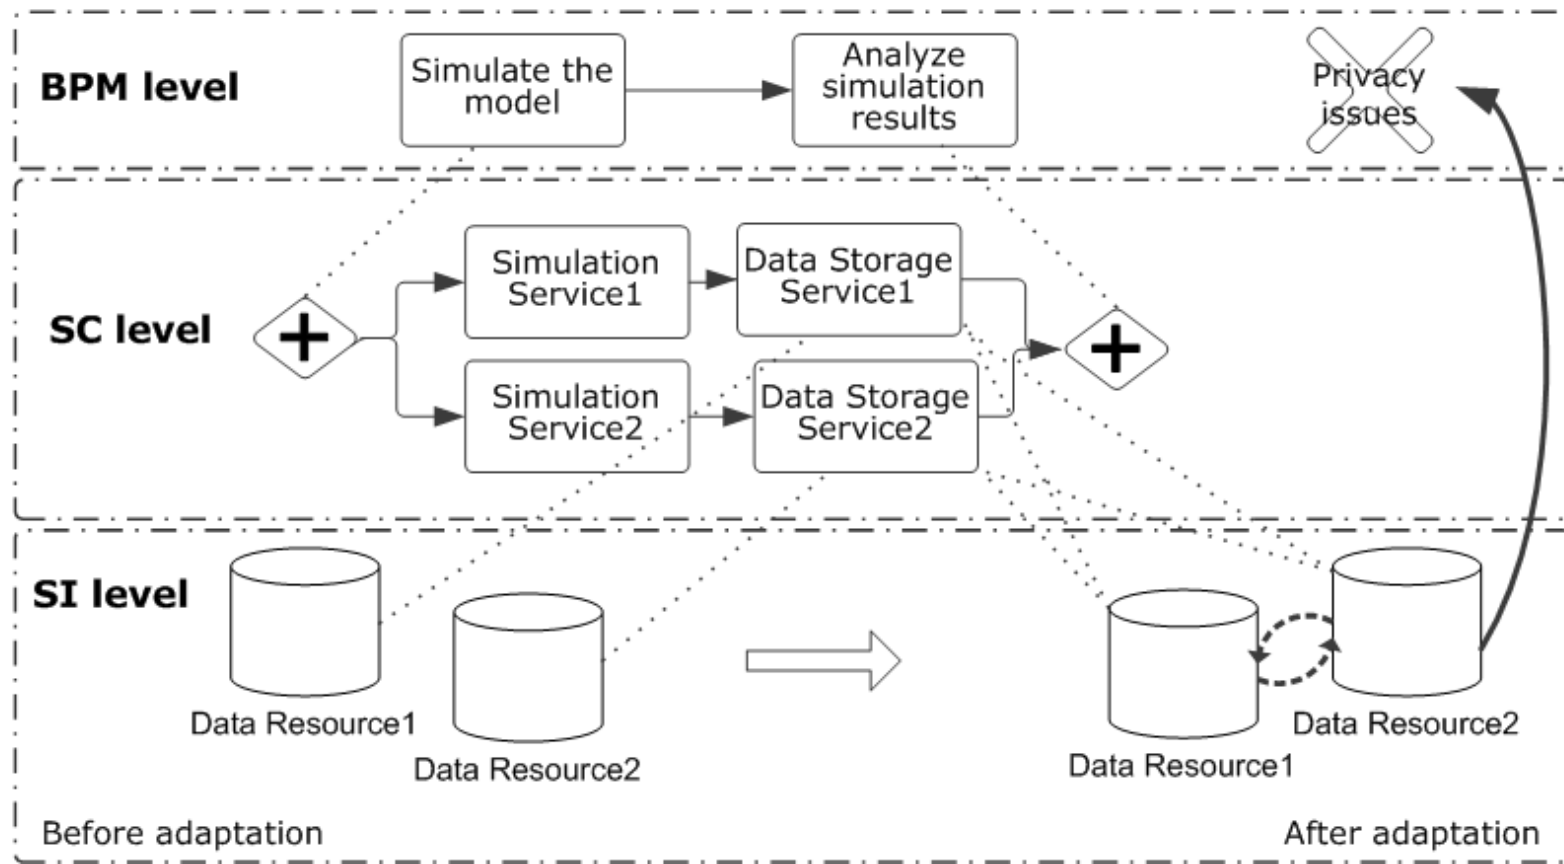 BPM level
Simulate the
model
Analyze
simulation
results
Privacy
issues
SC level
Simulation
Service1
Data Storage
Service1
Simulation
Service2
Data Storage
Service2
SI level
Data Resource1
Data Resource2
Data Resource1
Data Resource2
Before adaptation
After adaptation